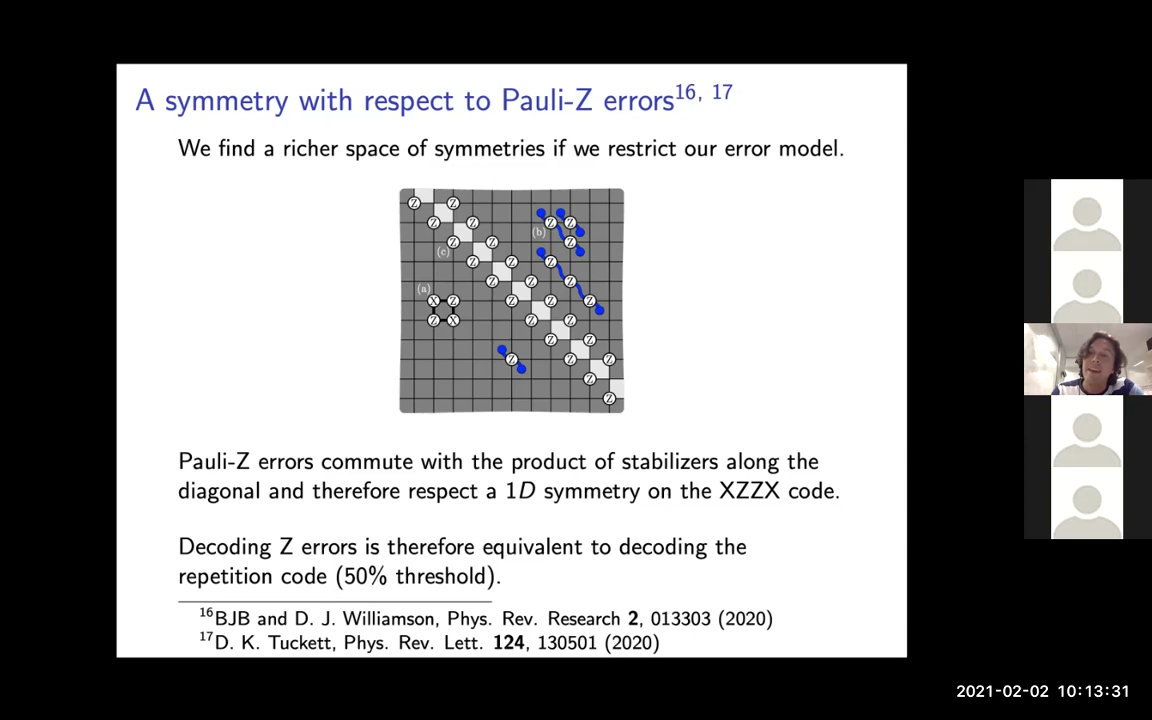 A symmetry with respect to Pauli-Z errors16, 17
We find a richer space of symmetries if we restrict our error model.
Z Z
Z Z
(b) Z Z
(c) Z Z Z
Z Z Z
Z Z Z
(a)
X Z Z Z Z
Z X Z Z
Z Z
Z Z Z
Z
Z
Pauli-Z errors commute with the product of stabilizers along the
diagonal and therefore respect a 1D symmetry on the XZZX code.
Decoding Z errors is therefore equivalent to decoding the
repetition code (50% threshold).
16BJB and D. J. Williamson, Phys. Rev. Research 2, 013303 (2020)
17D. K. Tuckett, Phys. Rev. Lett. 124, 130501 (2020)
2021-02-02 10:13:31